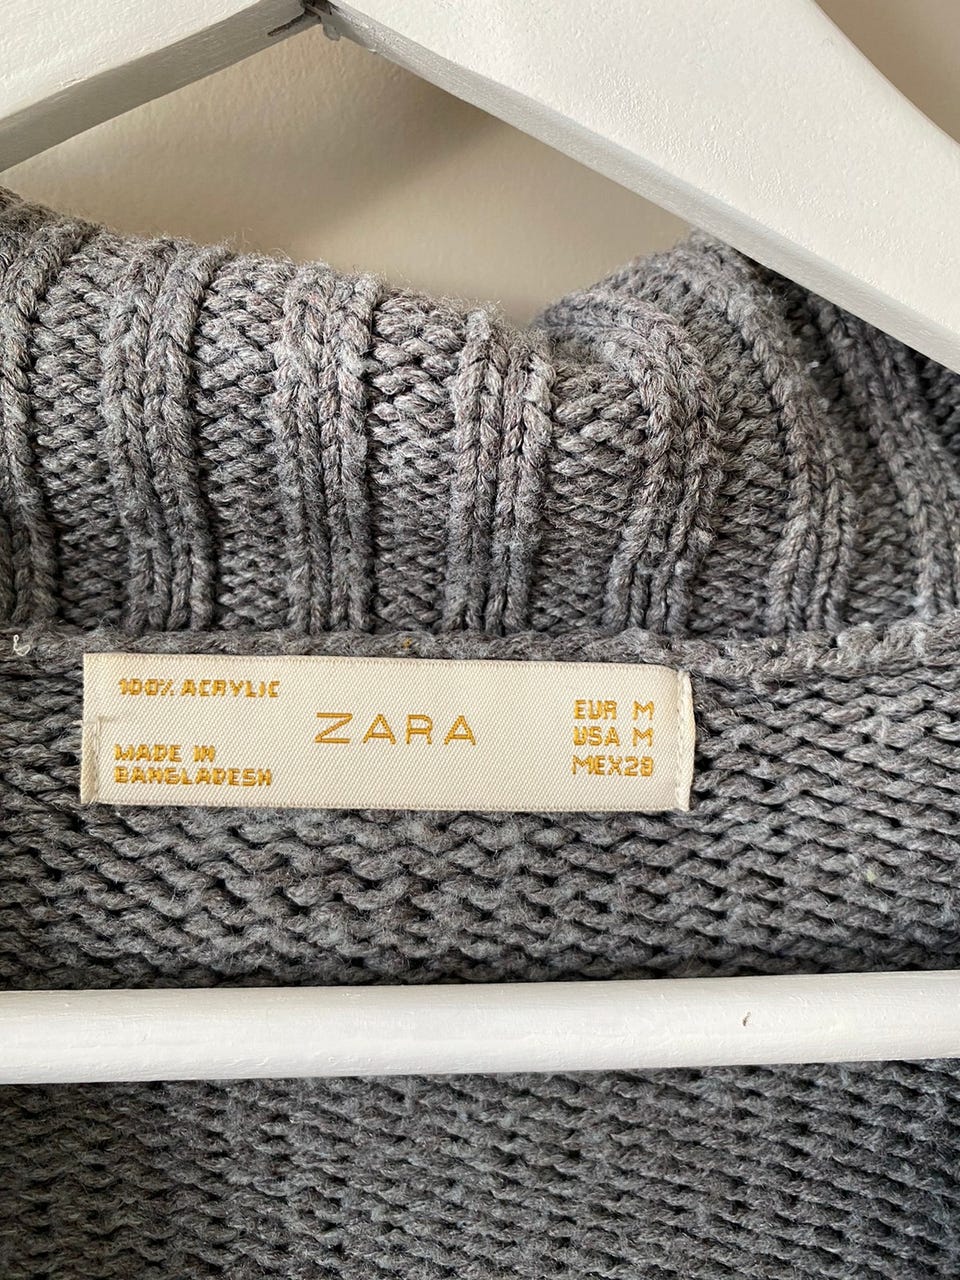 100% ACRYLIC
MADE IN
BANGLADESH
ZARA
EUR M
USA M
MEX28